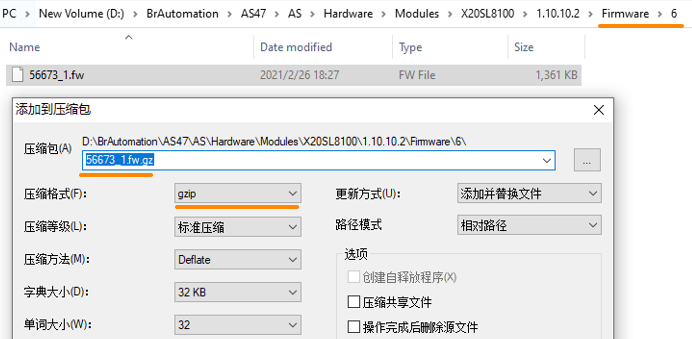 PC > New Volume (D:) > BrAutomation > AS47 > AS > Hardware > Modules > X20SL8100 > 1.10.10.2 > Firmware > 6
Name Date modified Type Size
56673_1.fw 2021/2/26 18:27 FW File 1,361 KB
添加到压缩包
压缩包(A) D:\BrAutomation\AS47\AS\Hardware\Modules\X20SL8100\1.10.10.2\Firmware\6\
56673_1.fw.gz ...
压缩格式(F): gzip 更新方式(U): 添加并替换文件
压缩等级(L): 标准压缩 路径模式 相对路径
压缩方法(M): Deflate 选项
创建自释放程序(X)
字典大小(D): 32 KB 压缩共享文件
单词大小(W): 32 操作完成后删除源文件